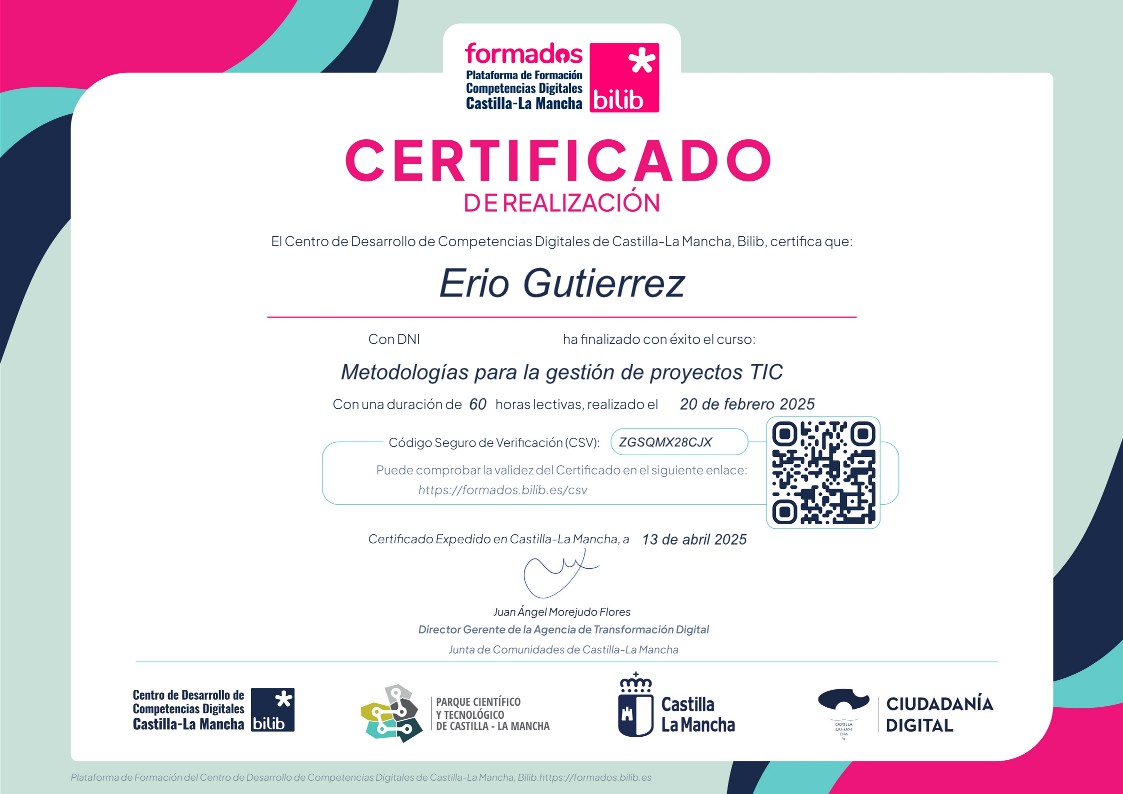 formados
Plataforma de Formación
Competencias Digitales
Castilla-La Mancha
bilib
CERTIFICADO
DE REALIZACIÓN
El Centro de Desarrollo de Competencias Digitales de Castilla-La Mancha, Bilib, certifica que:
Erio Gutierrez
Con DNI ha finalizado con éxito el curso:
Metodologías para la gestión de proyectos TIC
Con una duración de 60 horas lectivas, realizado el 20 de febrero 2025
Código Seguro de Verificación (CSV): ZGSQMX28CJX
Puede comprobar la validez del Certificado en el siguiente enlace:
https://formados.bilib.es/csv
Certificado Expedido en Castilla-La Mancha, a 13 de abril 2025
Juan Ángel Morejudo Flores
Director Gerente de la Agencia de Transformación Digital
Junta de Comunidades de Castilla-La Mancha
Centro de Desarrollo de
Competencias Digitales
Castilla-La Mancha
bilib
PARQUE CIENTÍFICO
Y TECNOLÓGICO
DE CASTILLA - LA MANCHA
Castilla
La Mancha
CIUDADANÍA
DIGITAL
Plataforma de Formación del Centro de Desarrollo de Competencias Digitales de Castilla-La Mancha, Bilib.https://formados.bilib.es